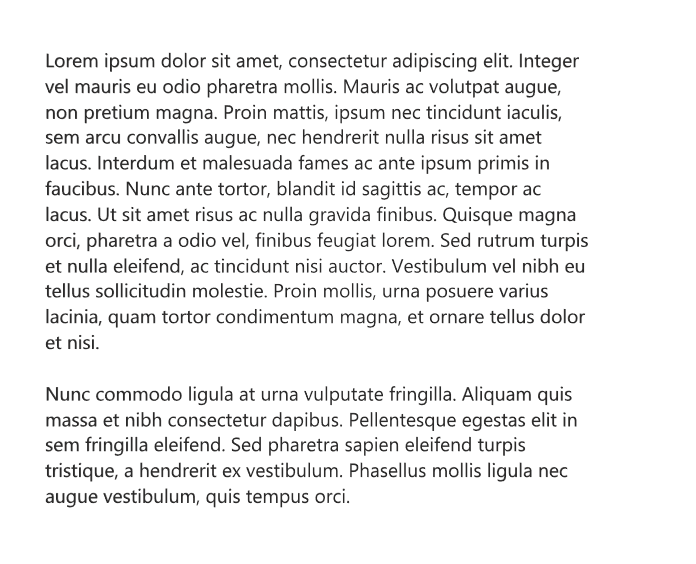 Lorem ipsum dolor sit amet, consectetur adipiscing elit. Integer
vel mauris eu odio pharetra mollis. Mauris ac volutpat augue,
non pretium magna. Proin mattis, ipsum nec tincidunt iaculis,
sem arcu convallis augue, nec hendrerit nulla risus sit amet
lacus. Interdum et malesuada fames ac ante ipsum primis in
faucibus. Nunc ante tortor, blandit id sagittis ac, tempor ac
lacus. Ut sit amet risus ac nulla gravida finibus. Quisque magna
orci, pharetra a odio vel, finibus feugiat lorem. Sed rutrum turpis
et nulla eleifend, ac tincidunt nisi auctor. Vestibulum vel nibh eu
tellus sollicitudin molestie. Proin mollis, urna posuere varius
lacinia, quam tortor condimentum magna, et ornare tellus dolor
et nisi.

Nunc commodo ligula at urna vulputate fringilla. Aliquam quis
massa et nibh consectetur dapibus. Pellentesque egestas elit in
sem fringilla eleifend. Sed pharetra sapien eleifend turpis
tristique, a hendrerit ex vestibulum. Phasellus mollis ligula nec
augue vestibulum, quis tempus orci.